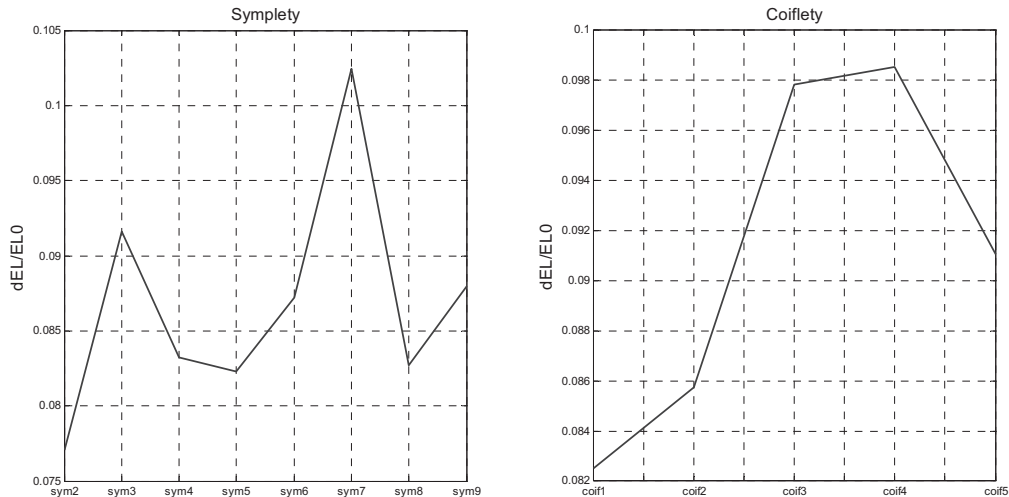 Symplety
0.105
0.1
0.095
0.09
0.085
0.08
0.075
dEL/EL0
sym2 sym3 sym4 sym5 sym6 sym7 sym8 sym9
Coiflety
0.1
0.098
0.096
0.094
0.092
0.09
0.088
0.086
0.084
0.082
dEL/EL0
coif1 coif2 coif3 coif4 coif5